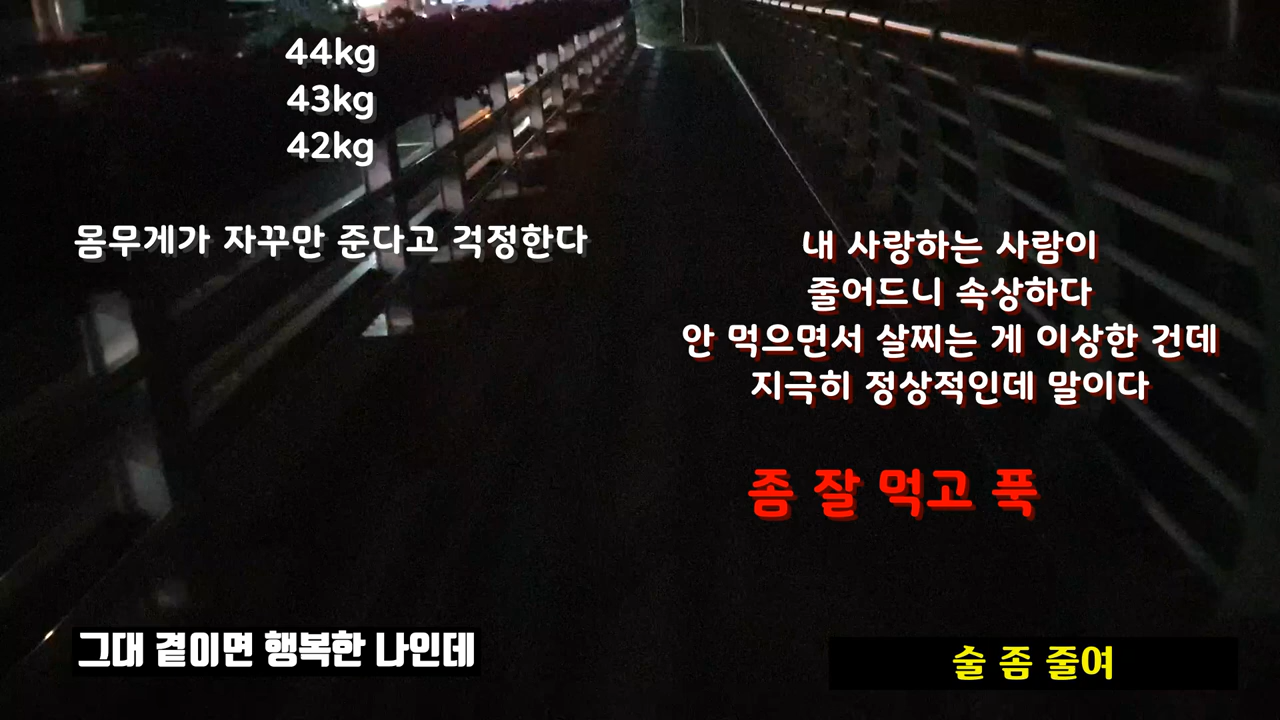 44kg
43kg
42kg
몸무게가 자꾸만 준다고 걱정한다
내 사랑하는 사람이
줄어드니 속상하다
안 먹으면서 살찌는 게 이상한 건데
지극히 정상적인데 말이다
좀 잘 먹고 푹
그대 곁이면 행복한 나인데
술 좀 줄여